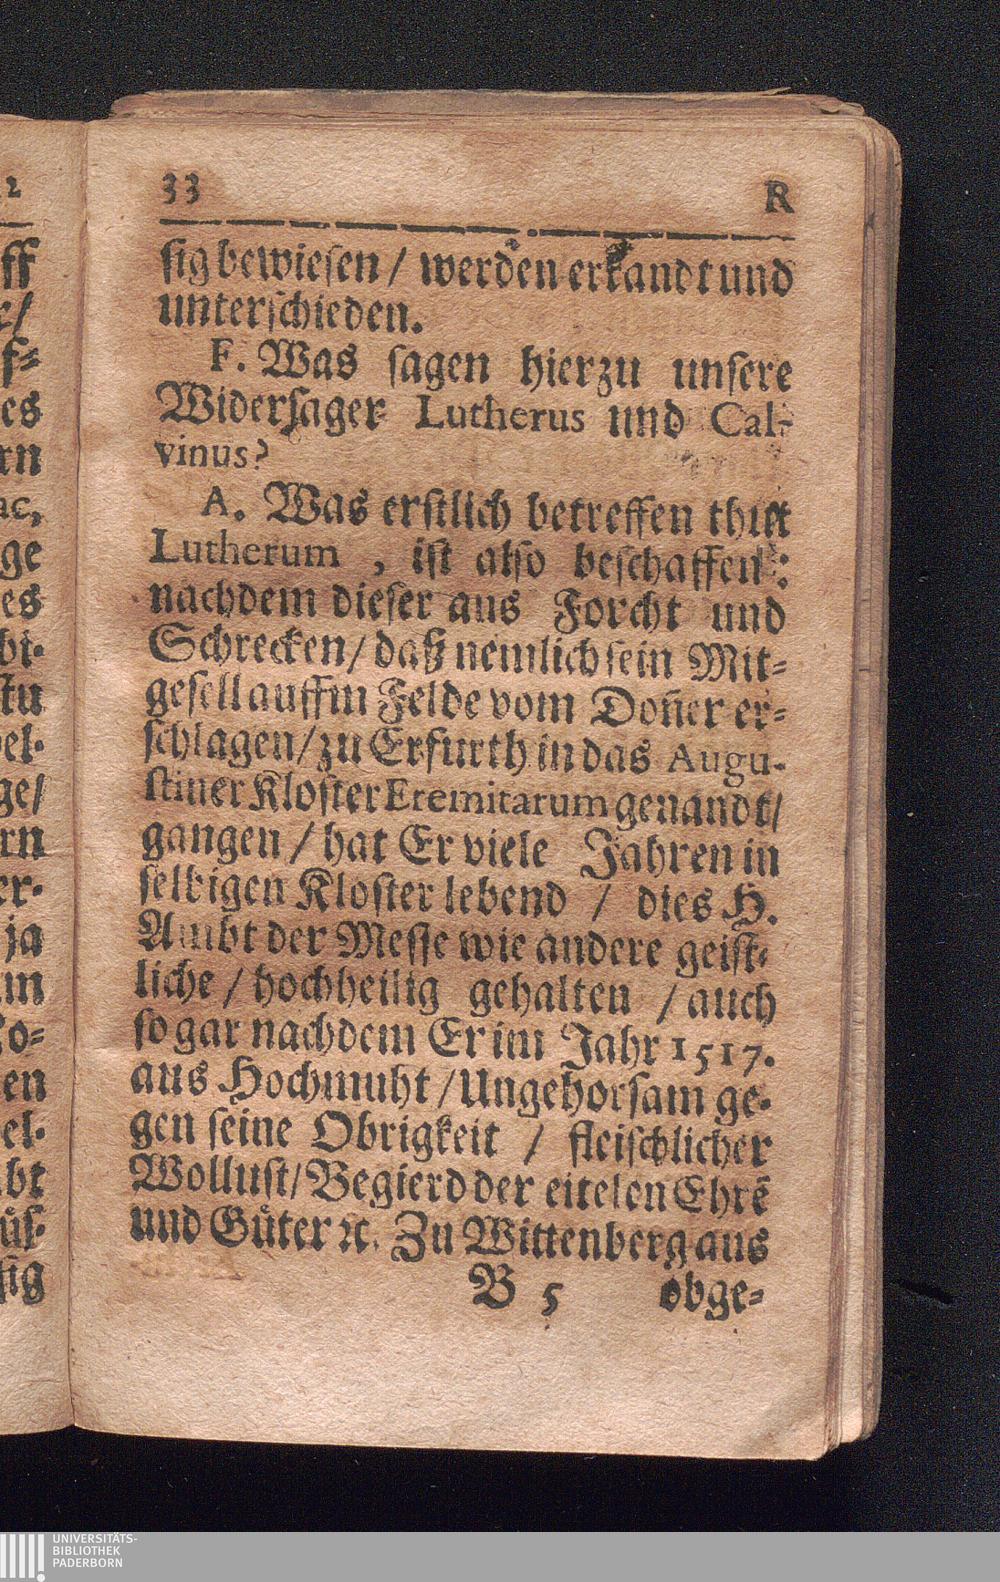 33 R
sig bewiesen / werden erkandt und
unterschieden.
F. Was sagen hierzu unsere
Widersager Lutherus und Cal-
vinus?
A. Was erstlich betreffen thut
Lutherum , ist also beschaffen:
nachdem dieser aus Forcht und
Schrecken / daß nemlich sein Mit-
gesell auffm Felde vom Doñer er-
schlagen / zu Erfurth in das Augu-
stiner Kloster Eremitarum genandt /
gangen / hat Er viele Jahren in
selbigen Kloster lebend / dies H.
Ambt der Messe wie andere geist-
liche / hochheilig gehalten / auch
so gar nachdem Er im Jahr 1517.
aus Hochmuht / Ungehorsam ge-
gen seine Obrigkeit / fleischlicher
Wollust / Begierd der eitelen Ehrē
und Güter ꝛc. Zu Wittenberg aus
B 5 obge-
UNIVERSITÄTS-
BIBLIOTHEK
PADERBORN